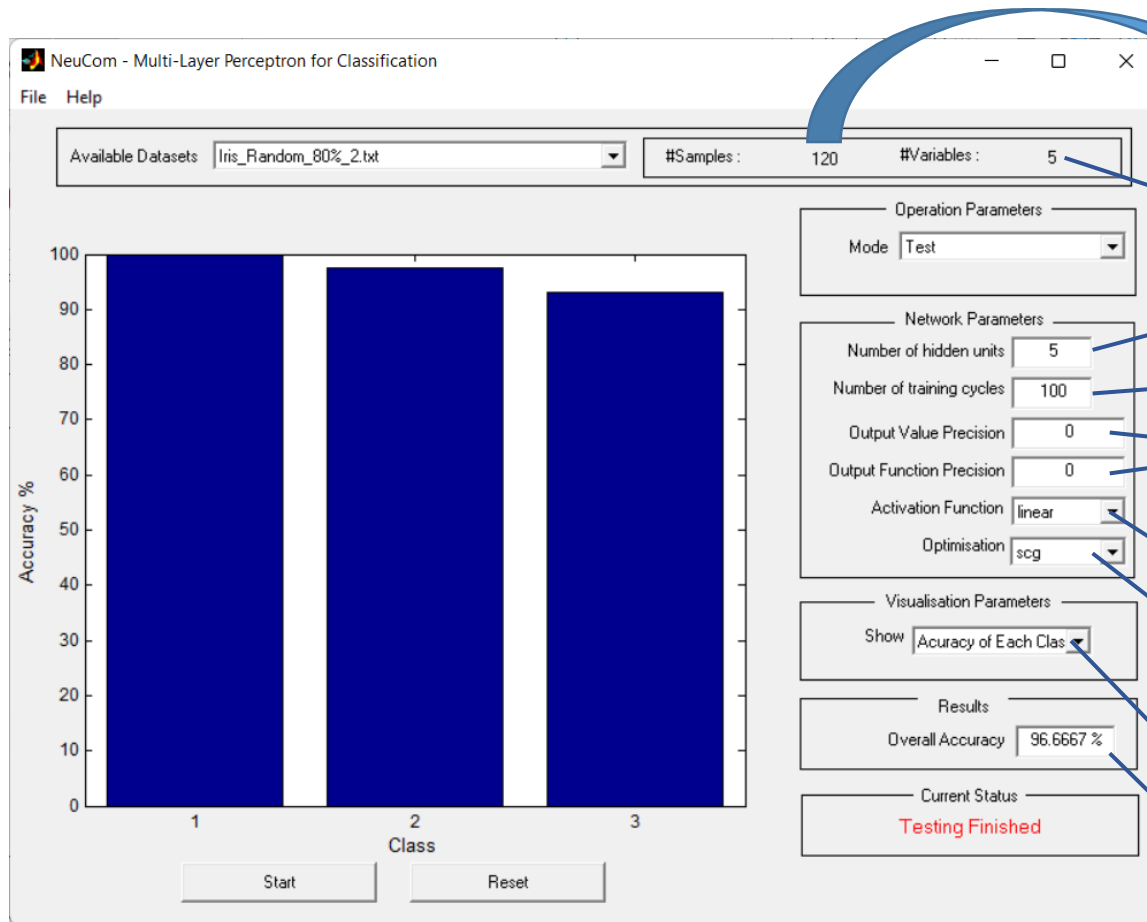 NeuCom - Multi-Layer Perceptron for Classification
File Help
Available Datasets Iris_Random_80%_2.txt #Samples : 120 #Variables : 5
Operation Parameters
Mode Test
Network Parameters
Number of hidden units 5
Number of training cycles 100
Output Value Precision 0
Output Function Precision 0
Activation Function linear
Optimisation scg
Visualisation Parameters
Show Acuracy of Each Clas
Results
Overall Accuracy 96.6667 %
Current Status
Testing Finished
100
90
80
70
60
50
40
30
20
10
0
Accuracy %
1 2 3
Class
Start Reset